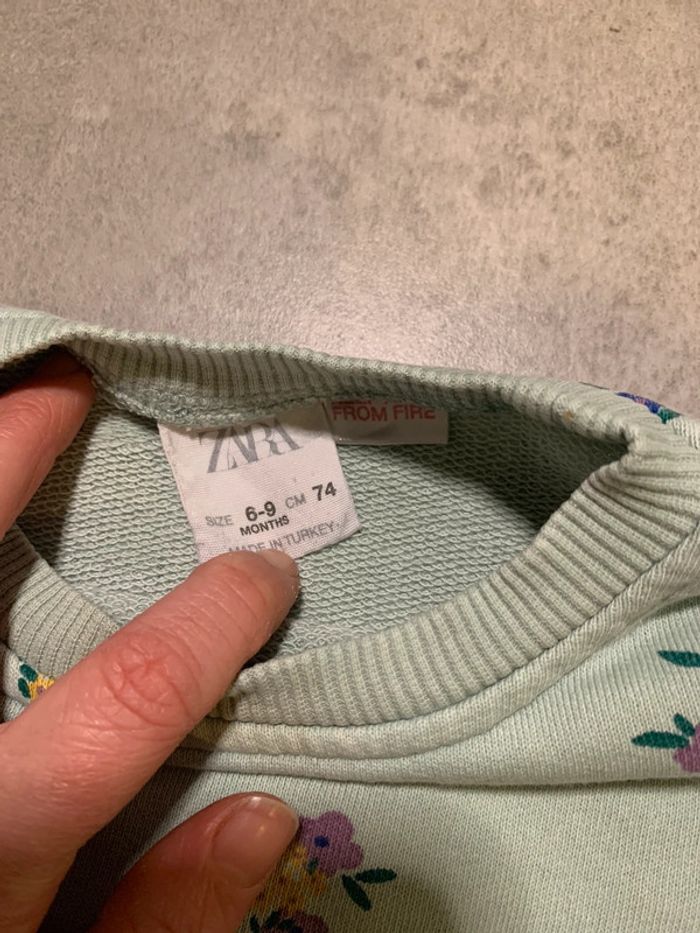 ZARA
FROM FIRE
SIZE 6-9 CM 74
MONTHS
MADE IN TURKEY